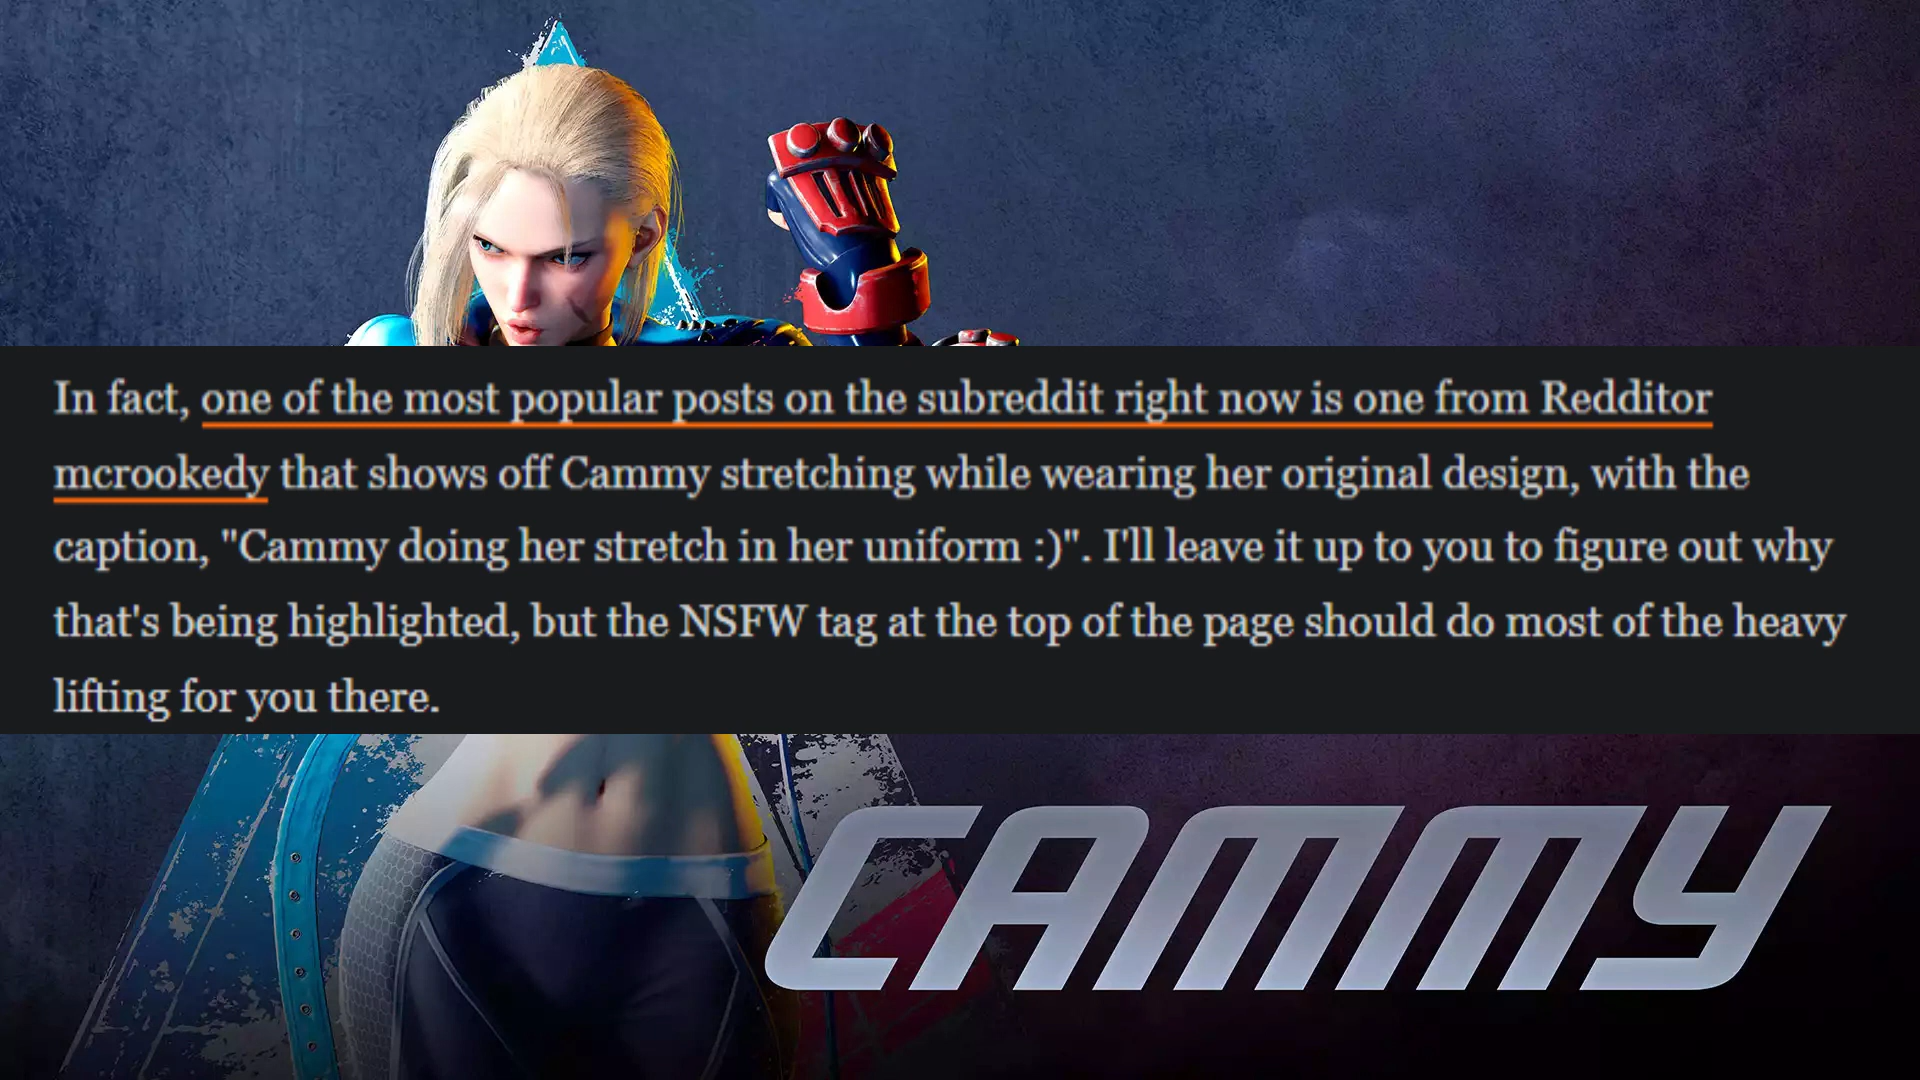 In fact, one of the most popular posts on the subreddit right now is one from Redditor
mcrookedy that shows off Cammy stretching while wearing her original design, with the
caption, "Cammy doing her stretch in her uniform :)". I'll leave it up to you to figure out why
that's being highlighted, but the NSFW tag at the top of the page should do most of the heavy
lifting for you there.
CAMMY